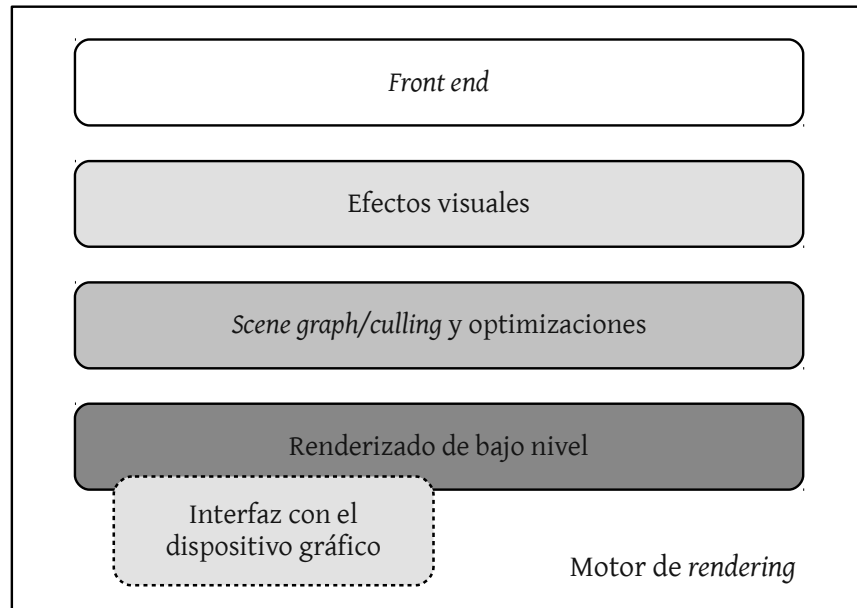 Front end
Efectos visuales
Scene graph/culling y optimizaciones
Renderizado de bajo nivel
Interfaz con el
dispositivo gráfico
Motor de rendering